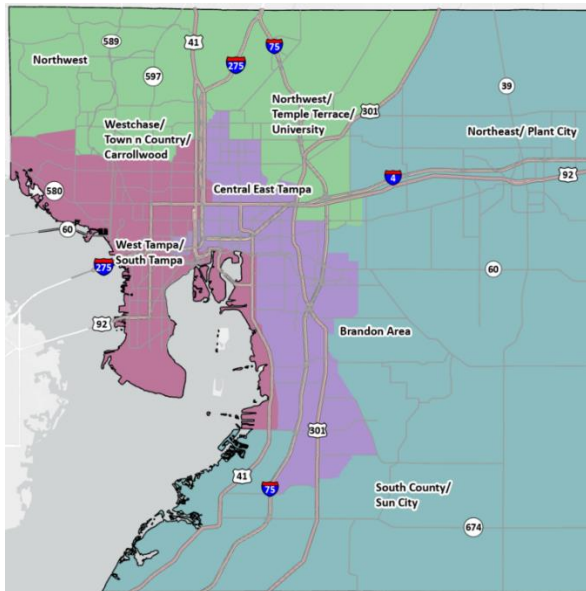 589
41
75
Northwest
275
597
Northwest/
Temple Terrace/
University
39
301
Westchase/
Town n Country/
Carrollwood
Northeast/ Plant City
4
92
580
Central East Tampa
60
West Tampa/
South Tampa
275
60
92
Brandon Area
301
41
75
South County/
Sun City
674